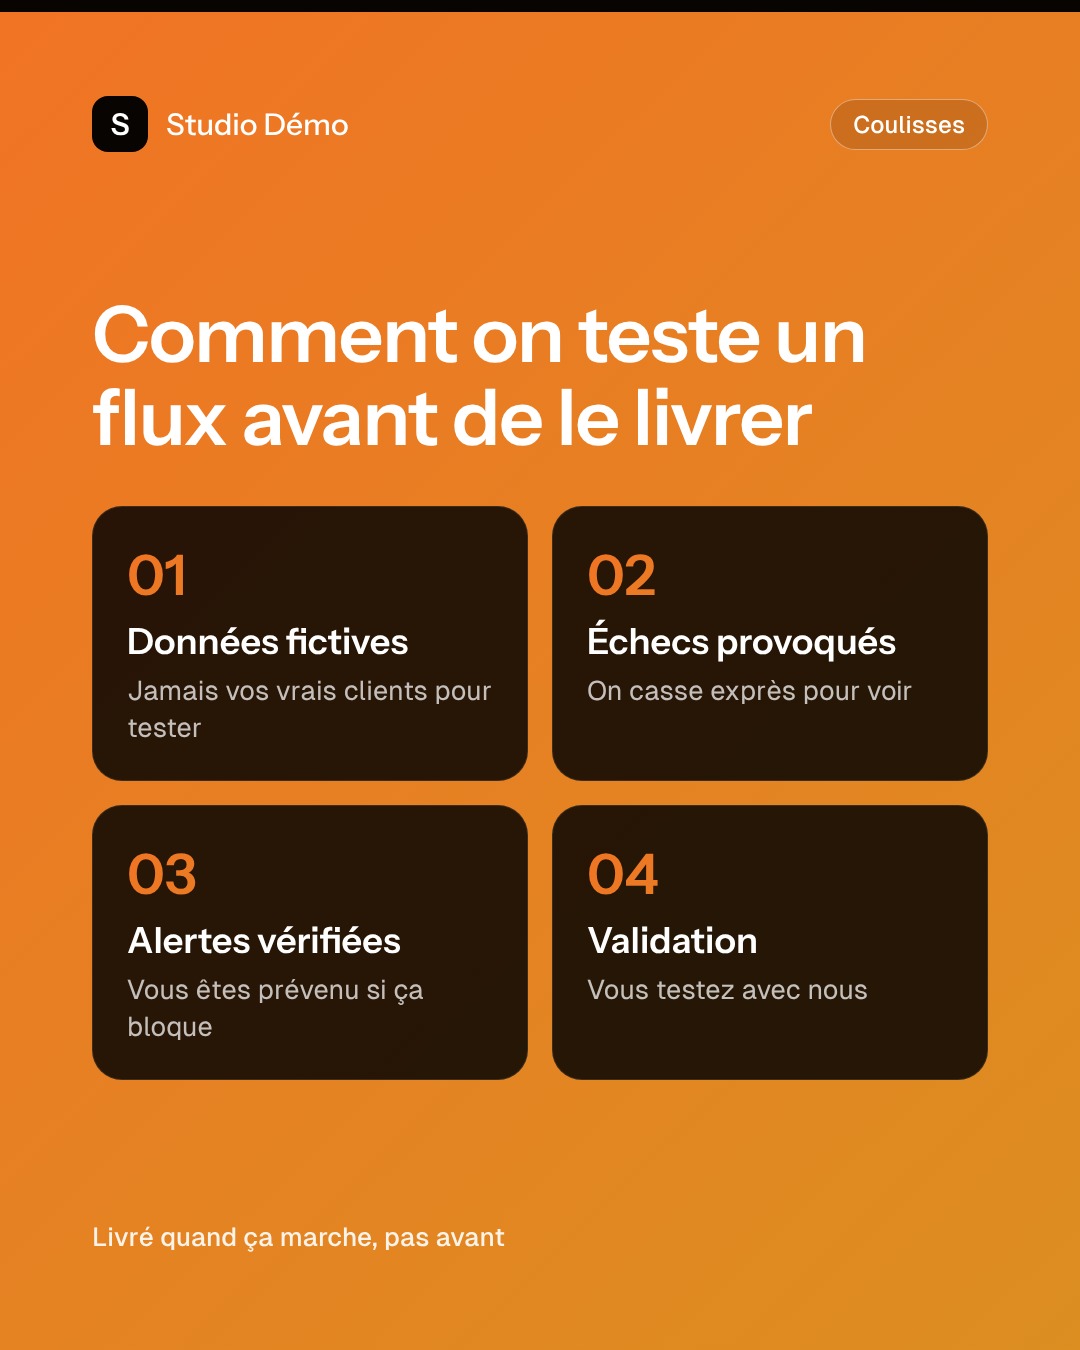 S
Studio Démo
Coulisses
Comment on teste un
flux avant de le livrer
01
Données fictives
Jamais vos vrais clients pour
tester
02
Échecs provoqués
On casse exprès pour voir
03
Alertes vérifiées
Vous êtes prévenu si ça
bloque
04
Validation
Vous testez avec nous
Livré quand ça marche, pas avant